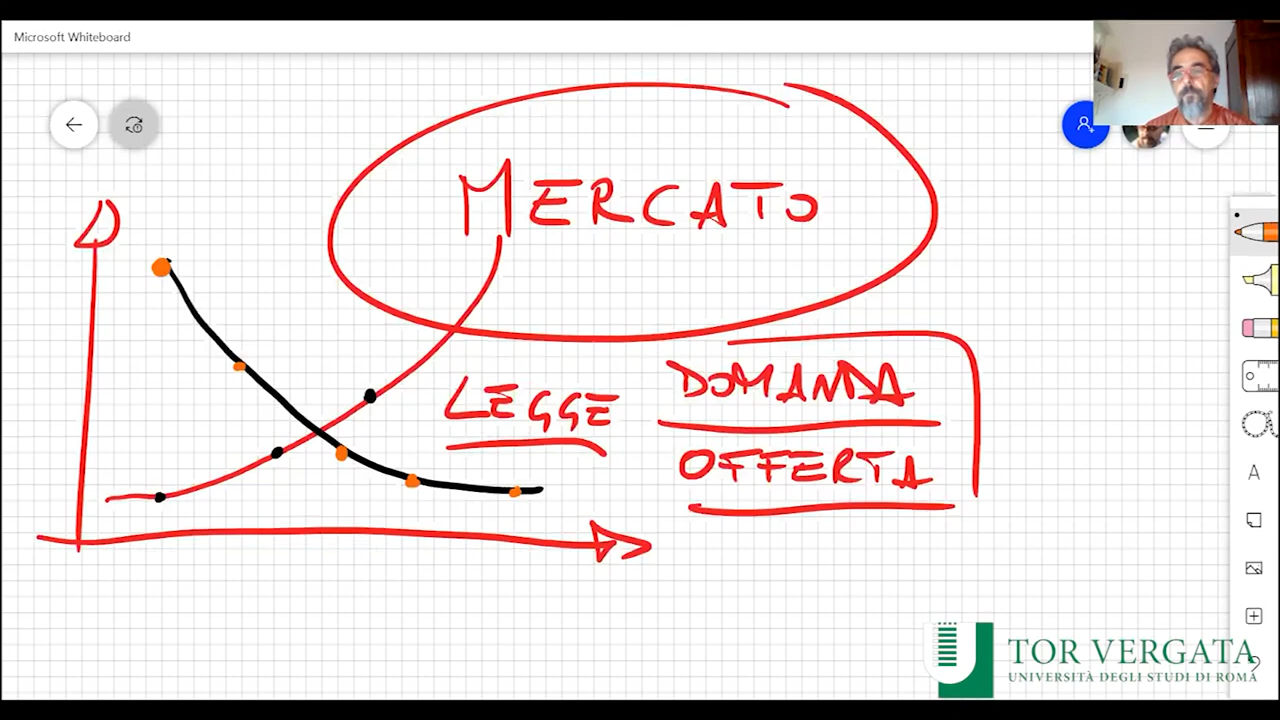 Microsoft Whiteboard
MERCATO
LEGGE DOMANDA
OFFERTA
A
TOR VERGATA
UNIVERSITÀ DEGLI STUDI DI ROMA